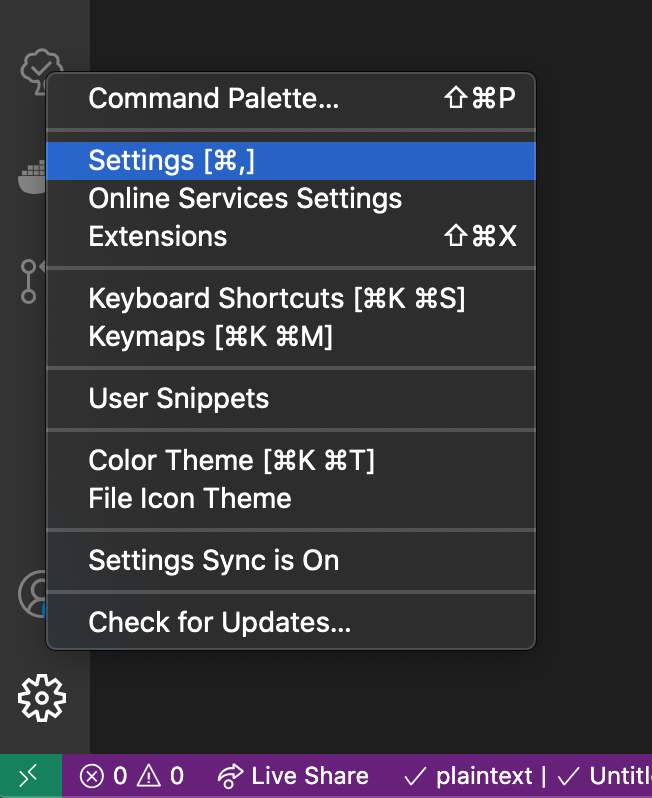 Command Palette... ⇧⌘P
Settings [⌘,]
Online Services Settings
Extensions ⇧⌘X
Keyboard Shortcuts [⌘K ⌘S]
Keymaps [⌘K ⌘M]
User Snippets
Color Theme [⌘K ⌘T]
File Icon Theme
Settings Sync is On
Check for Updates...
0 0 Live Share plaintext |